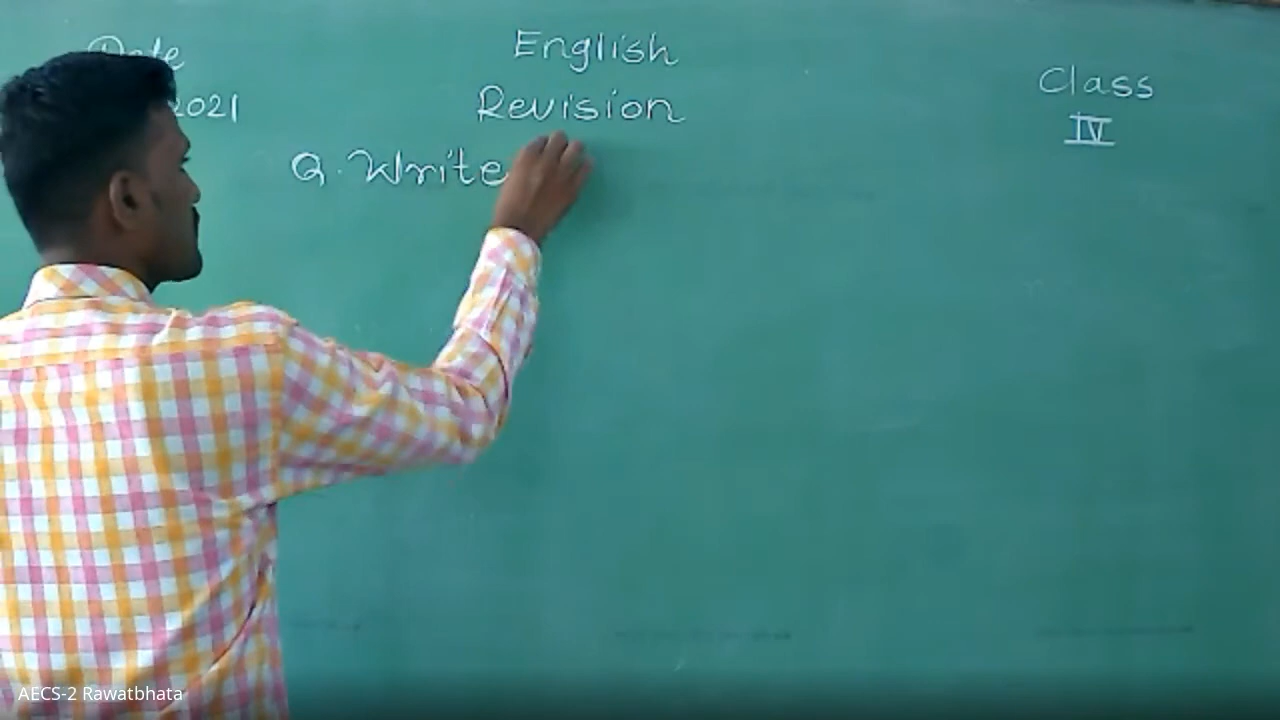 Date
2021
English
Revision
Class
IV
Q. Write
AECS-2 Rawatbhata